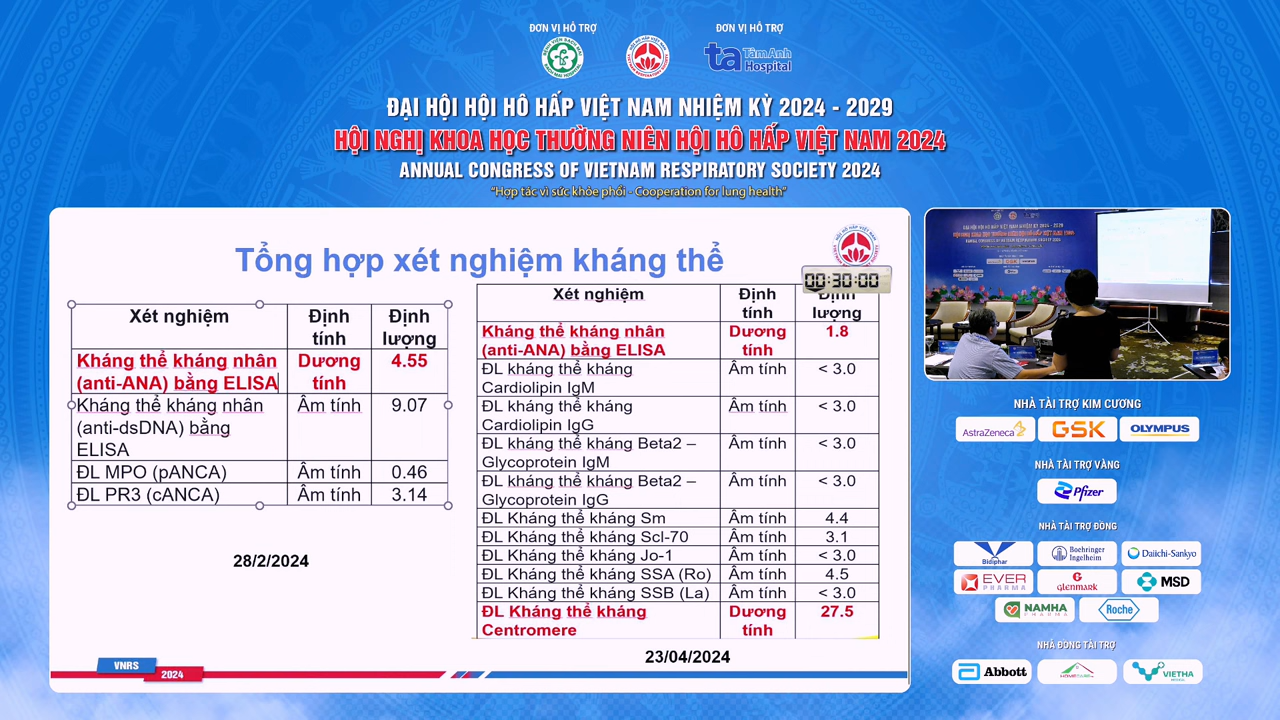 ĐƠN VỊ HỖ TRỢ
ĐƠN VỊ HỖ TRỢ
ta TâmAnh
Hospital
ĐẠI HỘI HỘI HÔ HẤP VIỆT NAM NHIỆM KỲ 2024 - 2029
HỘI NGHỊ KHOA HỌC THƯỜNG NIÊN HỘI HÔ HẤP VIỆT NAM 2024
ANNUAL CONGRESS OF VIETNAM RESPIRATORY SOCIETY 2024
"Hợp tác vì sức khỏe phổi - Cooperation for lung health"
Tổng hợp xét nghiệm kháng thể
00:30:00
Xét nghiệm Định tính Định lượng
Kháng thể kháng nhân (anti-ANA) bằng ELISA Dương tính 4.55
Kháng thể kháng nhân (anti-dsDNA) bằng ELISA Âm tính 9.07
ĐL MPO (pANCA) Âm tính 0.46
ĐL PR3 (cANCA) Âm tính 3.14
28/2/2024
Xét nghiệm Định tính Định lượng
Kháng thể kháng nhân (anti-ANA) bằng ELISA Dương tính 1.8
ĐL kháng thể kháng Cardiolipin IgM Âm tính < 3.0
ĐL kháng thể kháng Cardiolipin IgG Âm tính < 3.0
ĐL kháng thể kháng Beta2 – Glycoprotein IgM Âm tính < 3.0
ĐL kháng thể kháng Beta2 – Glycoprotein IgG Âm tính < 3.0
ĐL Kháng thể kháng Sm Âm tính 4.4
ĐL Kháng thể kháng Scl-70 Âm tính 3.1
ĐL Kháng thể kháng Jo-1 Âm tính < 3.0
ĐL Kháng thể kháng SSA (Ro) Âm tính 4.5
ĐL Kháng thể kháng SSB (La) Âm tính < 3.0
ĐL Kháng thể kháng Centromere Dương tính 27.5
23/04/2024
VNRS
2024
NHÀ TÀI TRỢ KIM CƯƠNG
AstraZeneca GSK OLYMPUS
NHÀ TÀI TRỢ VÀNG
Pfizer
NHÀ TÀI TRỢ ĐỒNG
Bidiphar Boehringer Ingelheim Daiichi-Sankyo
EVER PHARMA GLENMARK MSD
NAMHA PHARMA Roche
NHÀ ĐỒNG TÀI TRỢ
Abbott VIETHA